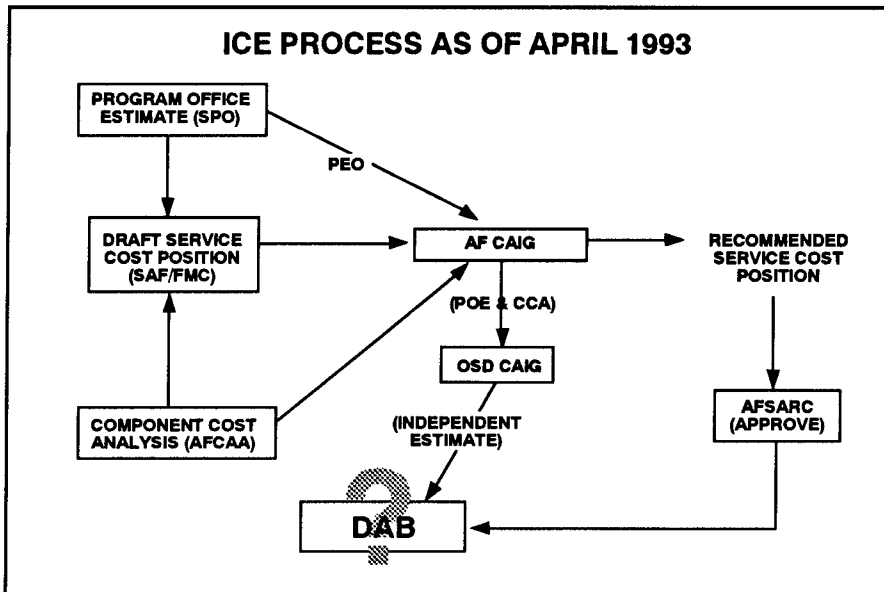 ICE PROCESS AS OF APRIL 1993
PROGRAM OFFICE
ESTIMATE (SPO)
PEO
DRAFT SERVICE
COST POSITION
(SAF/FMC)
AF CAIG
RECOMMENDED
SERVICE COST
POSITION
(POE & CCA)
OSD CAIG
COMPONENT COST
ANALYSIS (AFCAA)
(INDEPENDENT
ESTIMATE)
AFSARC
(APPROVE)
?
DAB